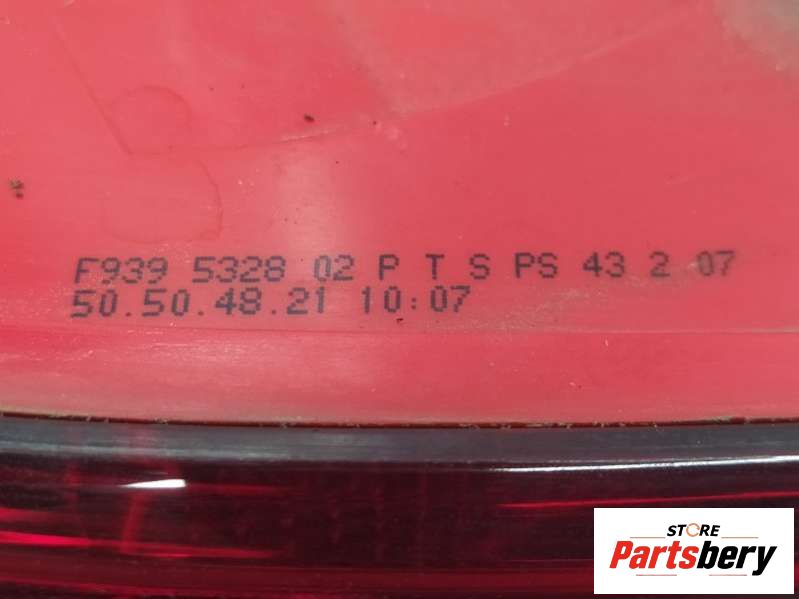 F939 5328 02 P T S PS 43 2 07
50.50.48.21 10:07
STORE
Partsbery